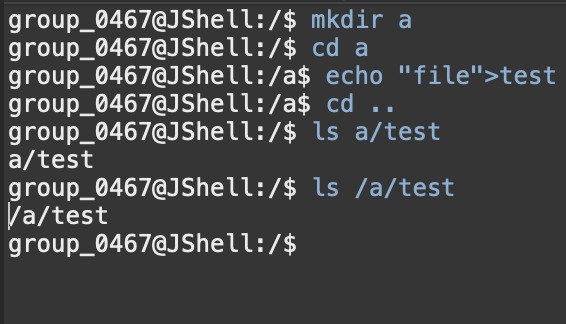 group_0467@JShell:/$ mkdir a
group_0467@JShell:/$ cd a
group_0467@JShell:/a$ echo "file">test
group_0467@JShell:/a$ cd ..
group_0467@JShell:/$ ls a/test
a/test
group_0467@JShell:/$ ls /a/test
/a/test
group_0467@JShell:/$